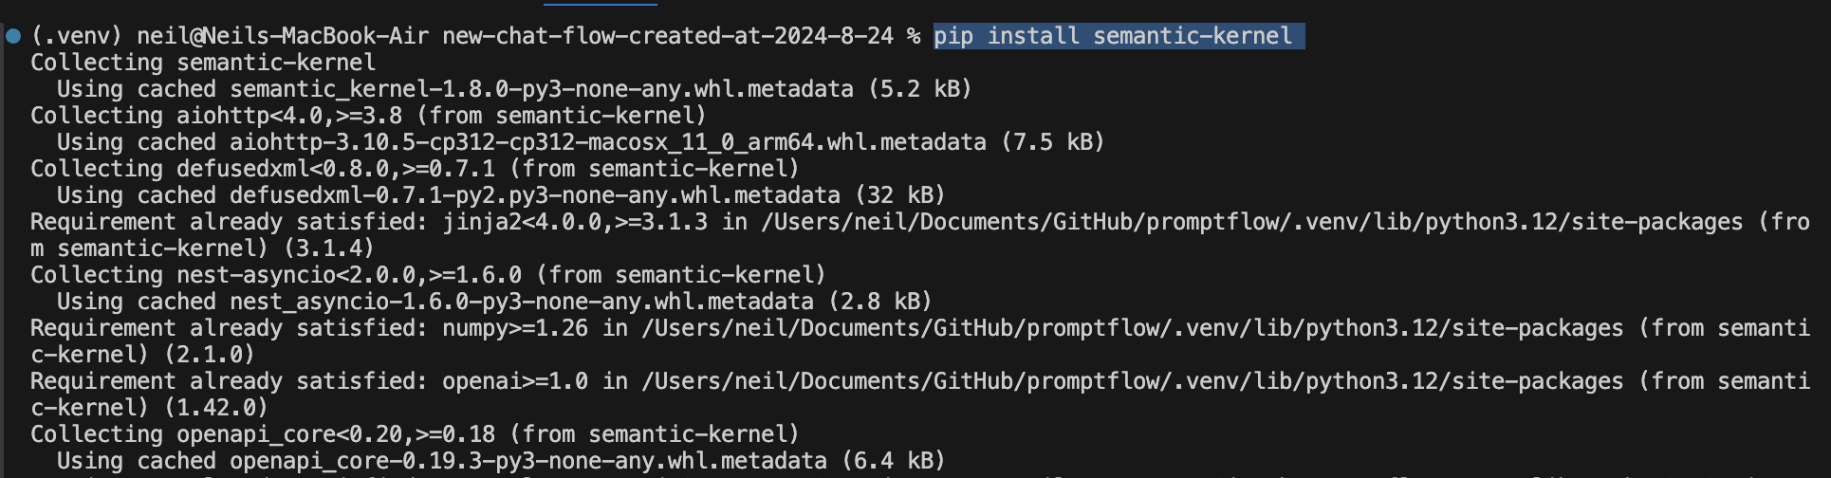 (.venv) neil@Neils-MacBook-Air new-chat-flow-created-at-2024-8-24 % pip install semantic-kernel
Collecting semantic-kernel
  Using cached semantic_kernel-1.8.0-py3-none-any.whl.metadata (5.2 kB)
Collecting aiohttp<4.0,>=3.8 (from semantic-kernel)
  Using cached aiohttp-3.10.5-cp312-cp312-macosx_11_0_arm64.whl.metadata (7.5 kB)
Collecting defusedxml<0.8.0,>=0.7.1 (from semantic-kernel)
  Using cached defusedxml-0.7.1-py2.py3-none-any.whl.metadata (32 kB)
Requirement already satisfied: jinja2<4.0.0,>=3.1.3 in /Users/neil/Documents/GitHub/promptflow/.venv/lib/python3.12/site-packages (fro
m semantic-kernel) (3.1.4)
Collecting nest-asyncio<2.0.0,>=1.6.0 (from semantic-kernel)
  Using cached nest_asyncio-1.6.0-py3-none-any.whl.metadata (2.8 kB)
Requirement already satisfied: numpy>=1.26 in /Users/neil/Documents/GitHub/promptflow/.venv/lib/python3.12/site-packages (from semanti
c-kernel) (2.1.0)
Requirement already satisfied: openai>=1.0 in /Users/neil/Documents/GitHub/promptflow/.venv/lib/python3.12/site-packages (from semanti
c-kernel) (1.42.0)
Collecting openapi_core<0.20,>=0.18 (from semantic-kernel)
  Using cached openapi_core-0.19.3-py3-none-any.whl.metadata (6.4 kB)